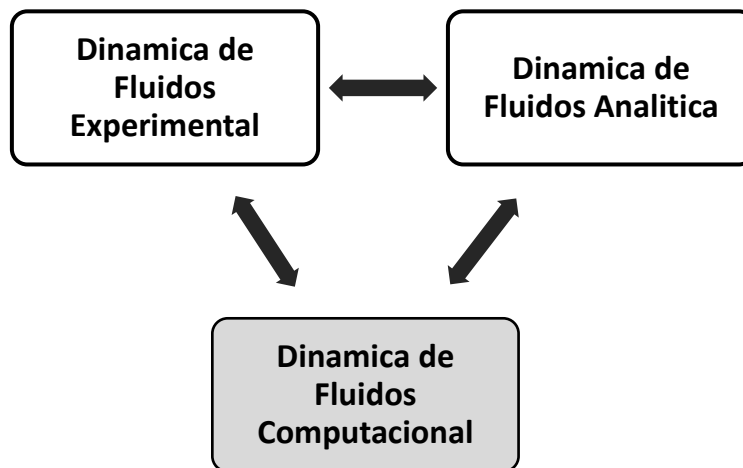 Dinamica de
Fluidos
Experimental
Dinamica de
Fluidos Analitica
Dinamica de
Fluidos
Computacional